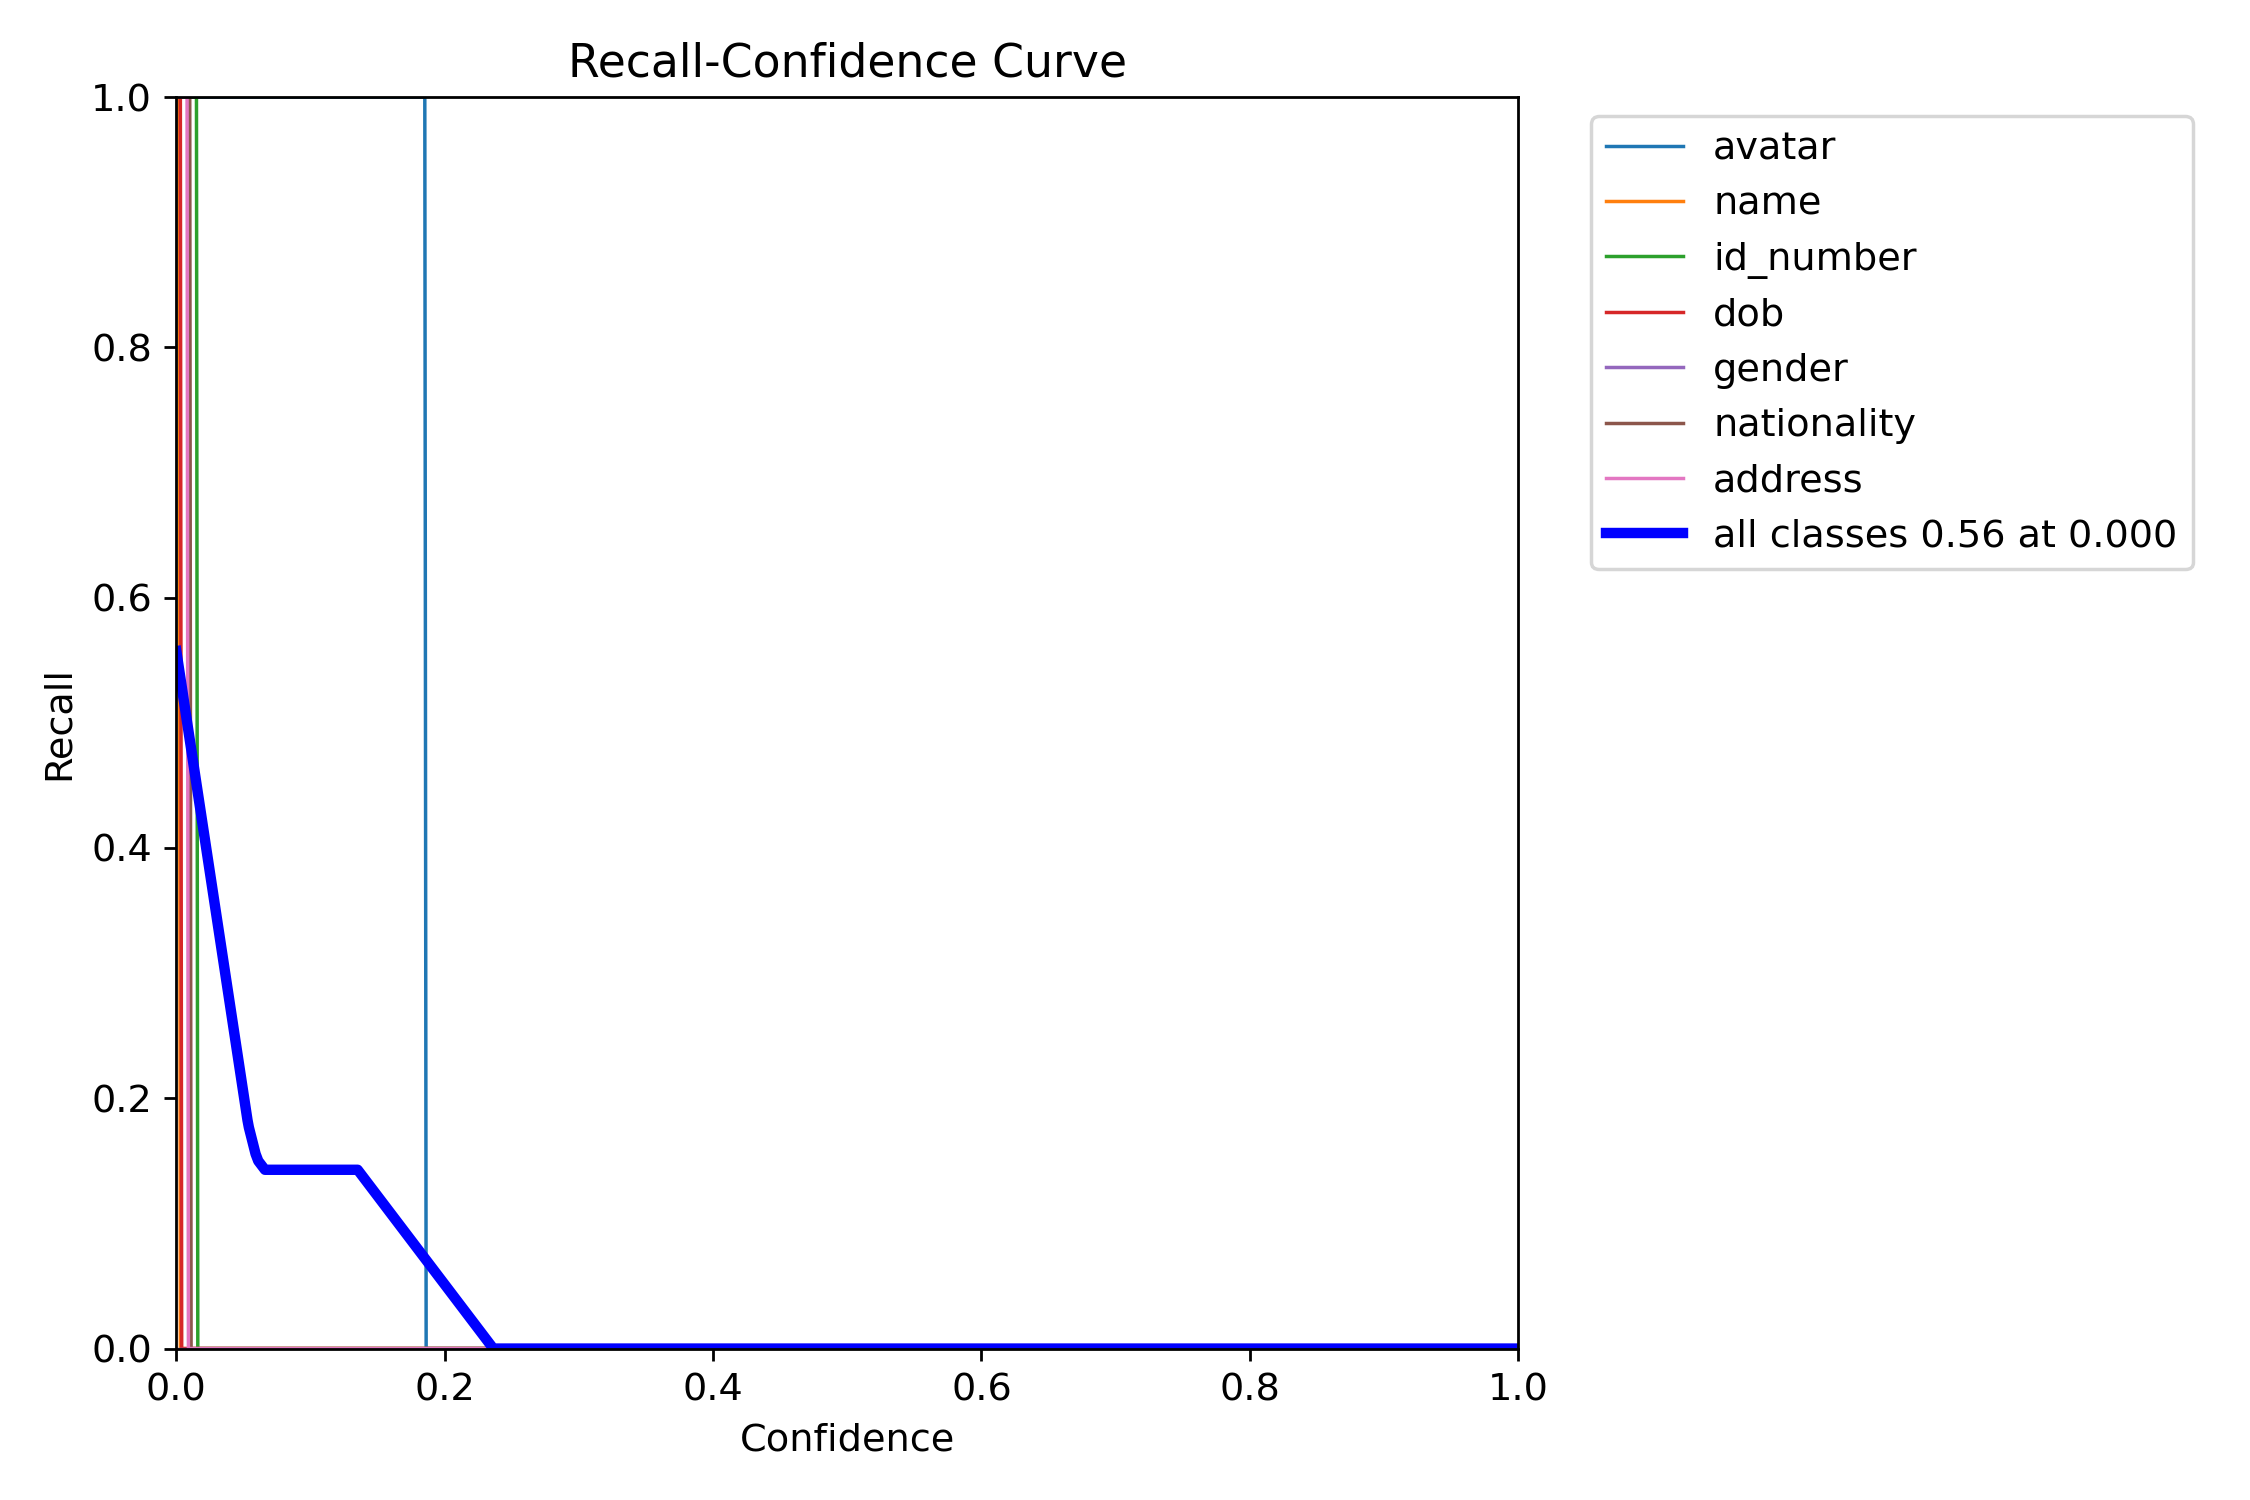 Recall-Confidence Curve
1.0
0.8
0.6
0.4
0.2
0.0
Recall
0.0 0.2 0.4 0.6 0.8 1.0
Confidence
avatar
name
id_number
dob
gender
nationality
address
all classes 0.56 at 0.000